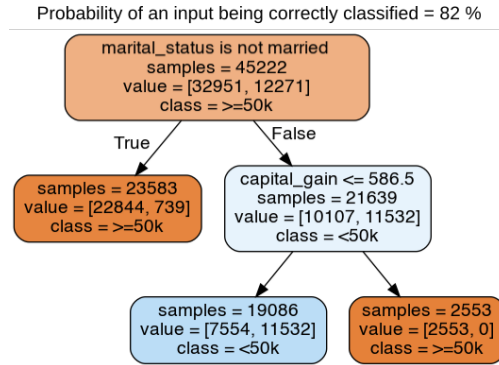 Probability of an input being correctly classified = 82 %
marital_status is not married
samples = 45222
value = [32951, 12271]
class = >=50k
True
False
samples = 23583
value = [22844, 739]
class = >=50k
capital_gain <= 586.5
samples = 21639
value = [10107, 11532]
class = <50k
samples = 19086
value = [7554, 11532]
class = <50k
samples = 2553
value = [2553, 0]
class = >=50k